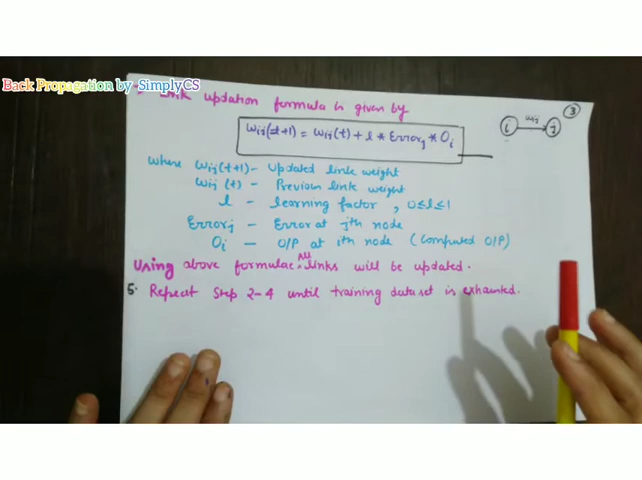 Back Propagation by SimplyCS
Link updation formula is given by
3
Wij(t+1) = Wij(t) + l * Errorj * Oi
i Wij j
where Wij(t+1) - Updated link weight
Wij(t) - Previous link weight
l - learning factor, 0≤l≤1
Errorj - Error at jth node
Oi - O/P at ith node (Computed O/P)
Using above formulae All links will be updated.
5. Repeat Step 2-4 until training dataset is exhausted.